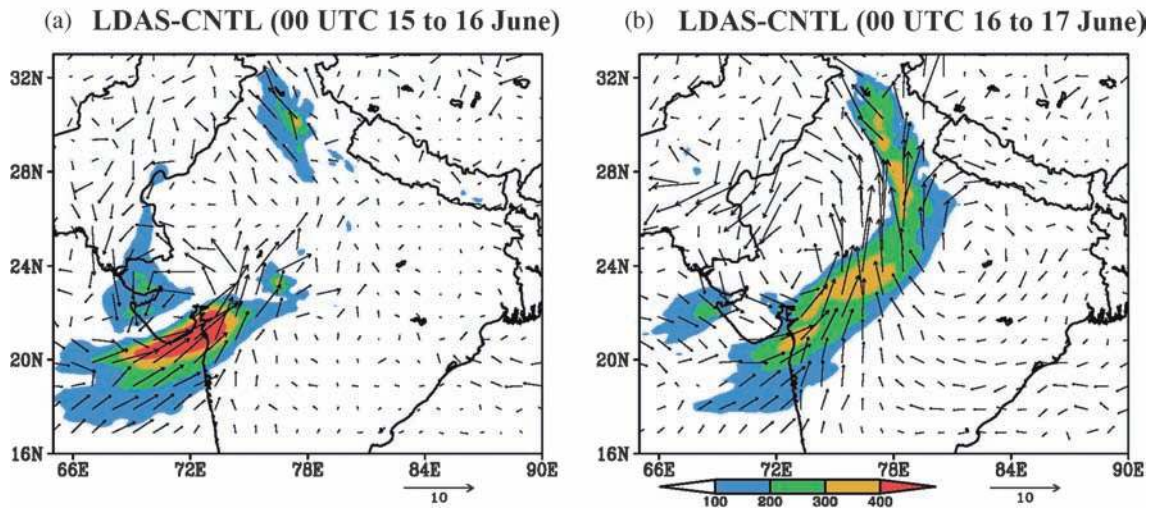 (a) LDAS-CNTL (00 UTC 15 to 16 June)
32N
28N
24N
20N
16N
66E 72E 78E 84E 90E
10
(b) LDAS-CNTL (00 UTC 16 to 17 June)
32N
28N
24N
20N
16N
66E 72E 78E 84E 90E
100 200 300 400
10